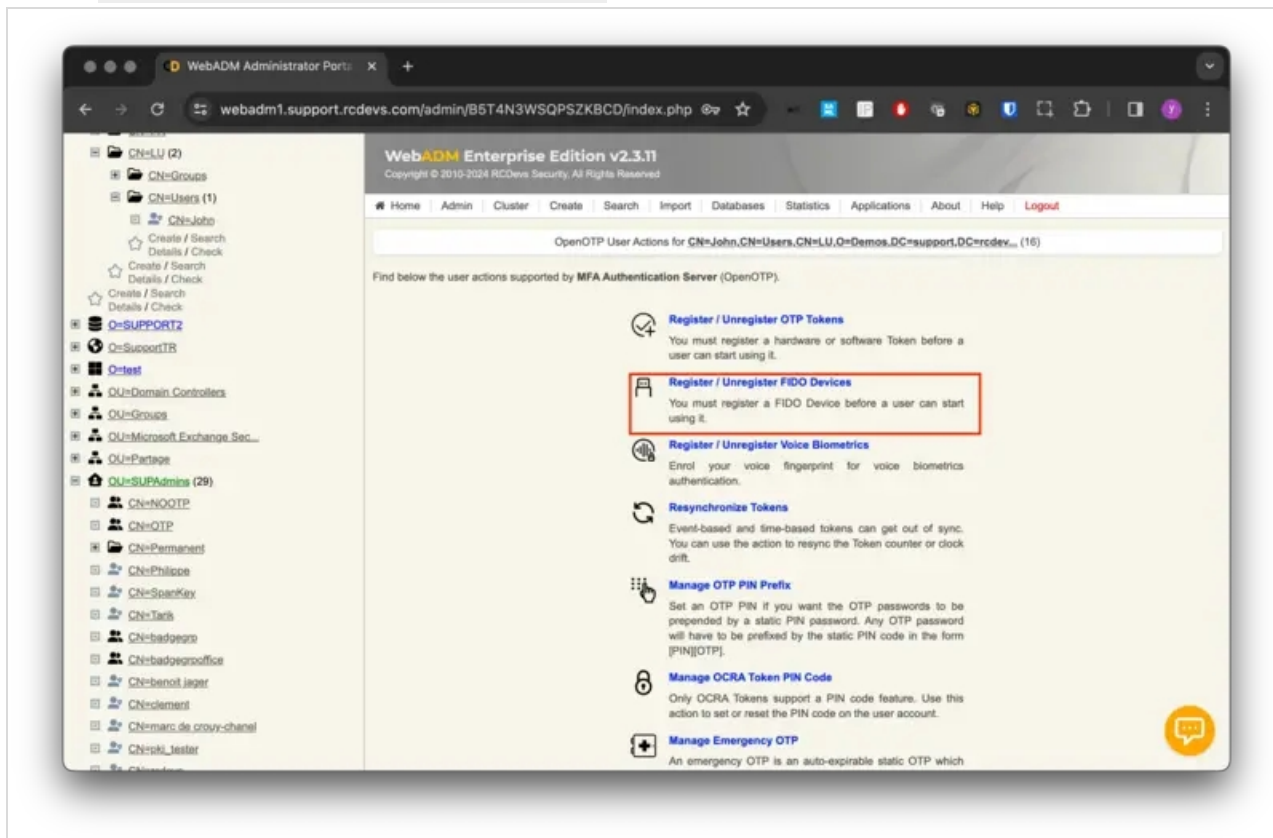 WebADM Administrator Porta
webadm1.support.rcdevs.com/admin/B5T4N3WSQPSZKBCD/index.php
CN=LU (2)
CN=Groups
CN=Users (1)
CN=John
Create / Search
Details / Check
Create / Search
Details / Check
Create / Search
Details / Check
O=SUPPORT2
O=SupportTR
O=test
OU=Domain Controllers
OU=Groups
OU=Microsoft Exchange Sec...
OU=Partage
OU=SUPAdmins (29)
CN=NOOTP
CN=OTP
CN=Permanent
CN=Philippe
CN=SpanKey
CN=Tarik
CN=badgegrp
CN=badgegrpoffice
CN=benoit jager
CN=clement
CN=marc de crouy-chanel
CN=pki_tester
WebADM Enterprise Edition v2.3.11
Copyright © 2010-2024 RCDevs Security, All Rights Reserved
Home Admin Cluster Create Search Import Databases Statistics Applications About Help Logout
OpenOTP User Actions for CN=John,CN=Users,CN=LU,O=Demos,DC=support,DC=rcdev... (16)
Find below the user actions supported by MFA Authentication Server (OpenOTP).
Register / Unregister OTP Tokens
You must register a hardware or software Token before a
user can start using it.
Register / Unregister FIDO Devices
You must register a FIDO Device before a user can start
using it.
Register / Unregister Voice Biometrics
Enrol your voice fingerprint for voice biometrics
authentication.
Resynchronize Tokens
Event-based and time-based tokens can get out of sync.
You can use the action to resync the Token counter or clock
drift.
Manage OTP PIN Prefix
Set an OTP PIN if you want the OTP passwords to be
prepended by a static PIN password. Any OTP password
will have to be prefixed by the static PIN code in the form
[PIN][OTP].
Manage OCRA Token PIN Code
Only OCRA Tokens support a PIN code feature. Use this
action to set or reset the PIN code on the user account.
Manage Emergency OTP
An emergency OTP is an auto-expirable static OTP which